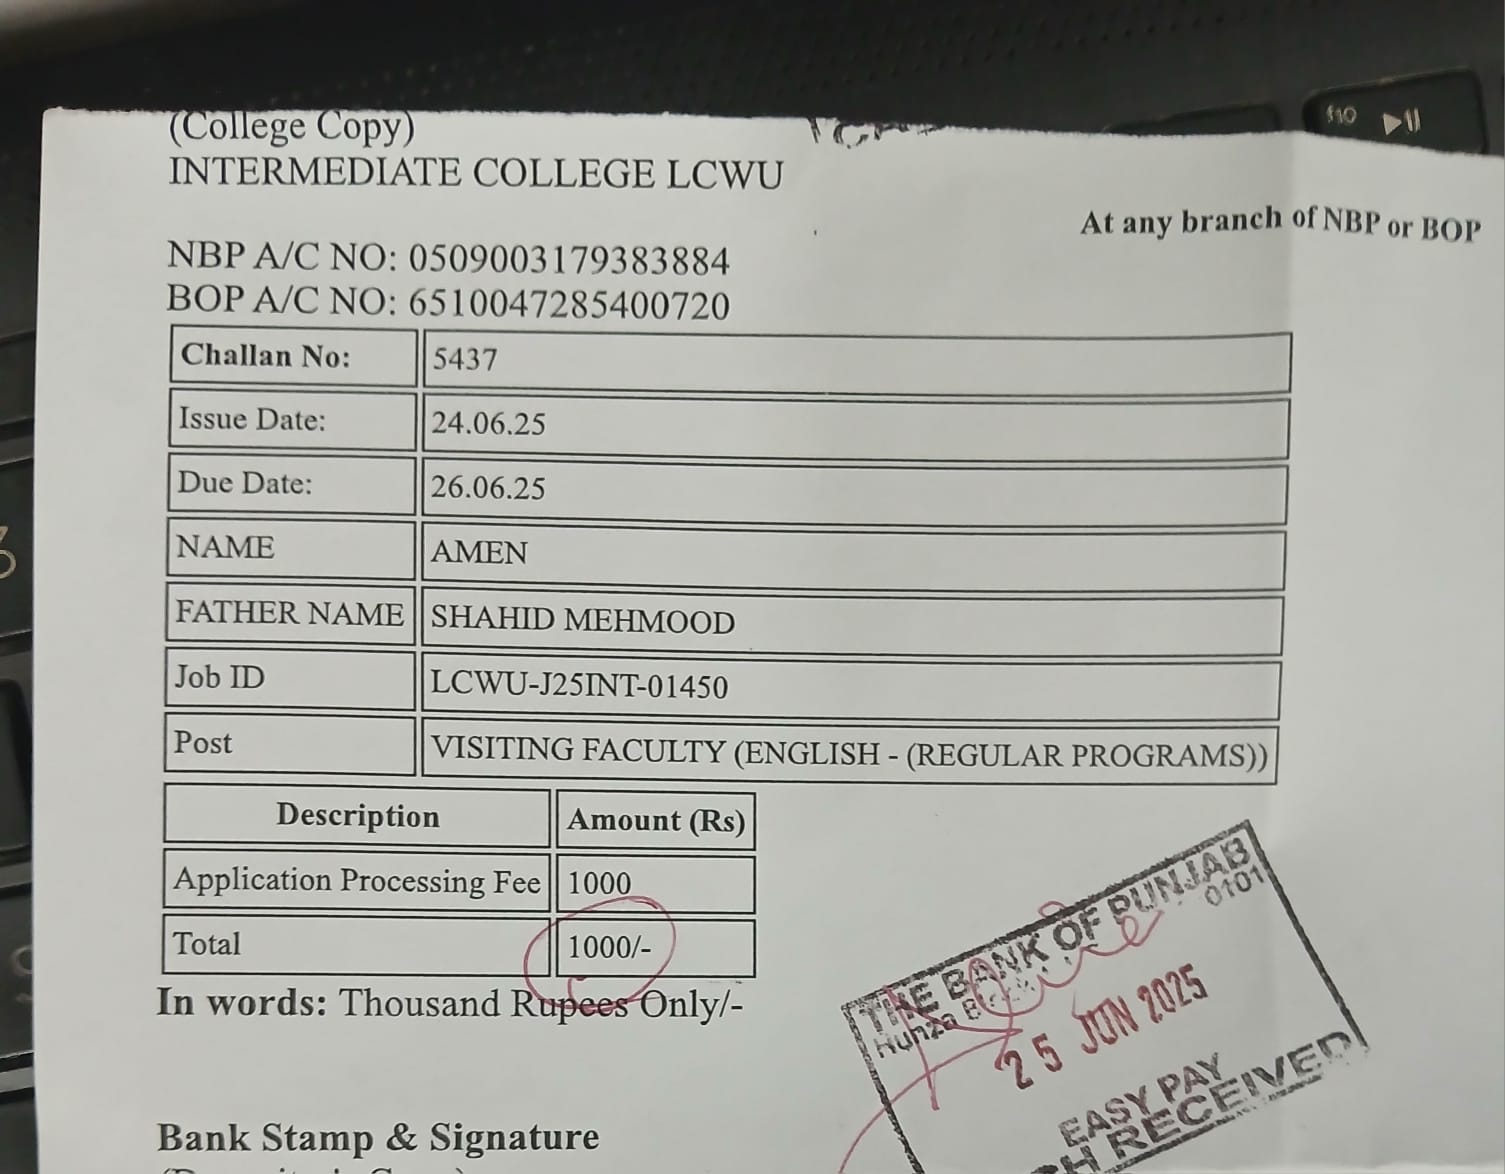 (College Copy)
INTERMEDIATE COLLEGE LCWU
At any branch of NBP or BOP
NBP A/C NO: 0509003179383884
BOP A/C NO: 6510047285400720
Challan No: 5437
Issue Date: 24.06.25
Due Date: 26.06.25
NAME AMEN
FATHER NAME SHAHID MEHMOOD
Job ID LCWU-J25INT-01450
Post VISITING FACULTY (ENGLISH - (REGULAR PROGRAMS))
Description Amount (Rs)
Application Processing Fee 1000
Total 1000/-
In words: Thousand Rupees Only/-
THE BANK OF PUNJAB
0101
Hunza
25 JUN 2025
EASY PAY
RECEIVED
Bank Stamp & Signature
f10